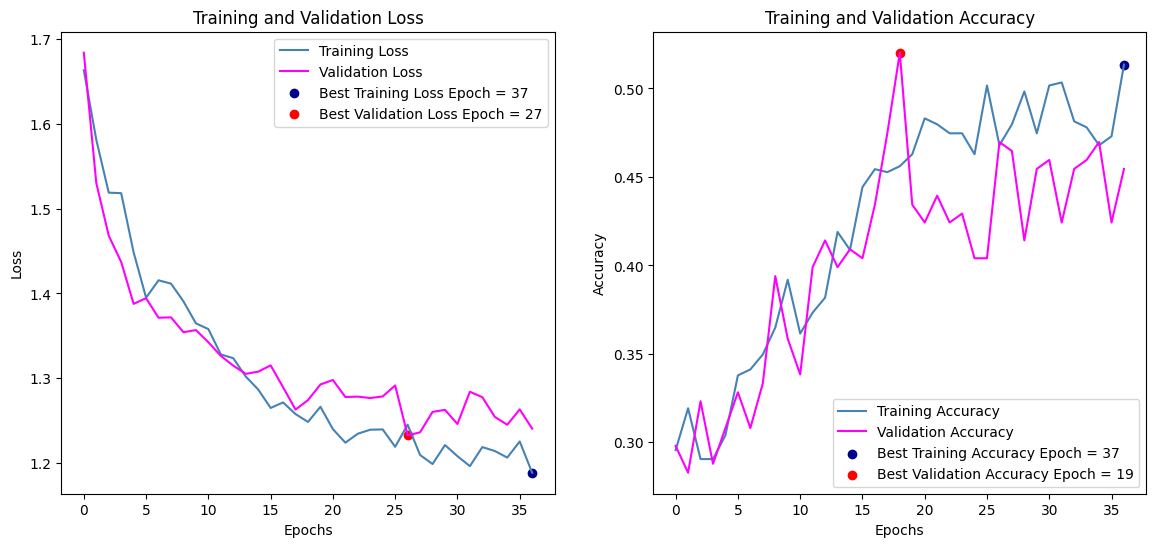 Training and Validation Loss
1.7
1.6
1.5
1.4
1.3
1.2
Loss
Training Loss
Validation Loss
Best Training Loss Epoch = 37
Best Validation Loss Epoch = 27
0 5 10 15 20 25 30 35
Epochs
Training and Validation Accuracy
0.50
0.45
0.40
0.35
0.30
Accuracy
Training Accuracy
Validation Accuracy
Best Training Accuracy Epoch = 37
Best Validation Accuracy Epoch = 19
0 5 10 15 20 25 30 35
Epochs